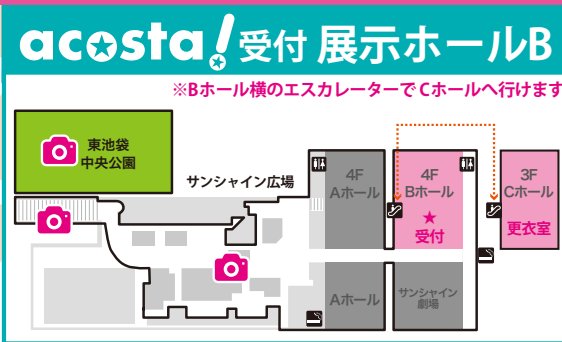 acosta! 受付 展示ホールB
※Bホール横のエスカレーターでCホールへ行けます
東池袋
中央公園
サンシャイン広場
4F
Aホール
4F
Bホール
★
受付
3F
Cホール
更衣室
Aホール
サンシャイン
劇場